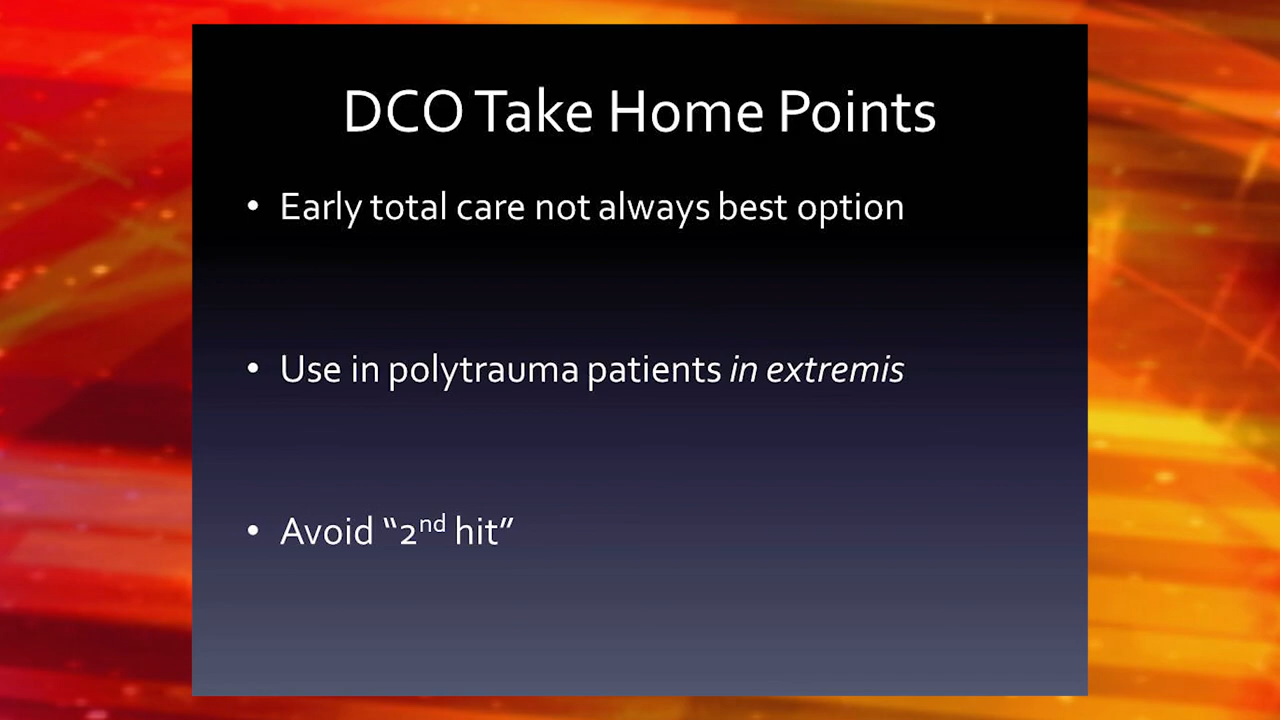 DCO Take Home Points
• Early total care not always best option
• Use in polytrauma patients in extremis
• Avoid “2nd hit”